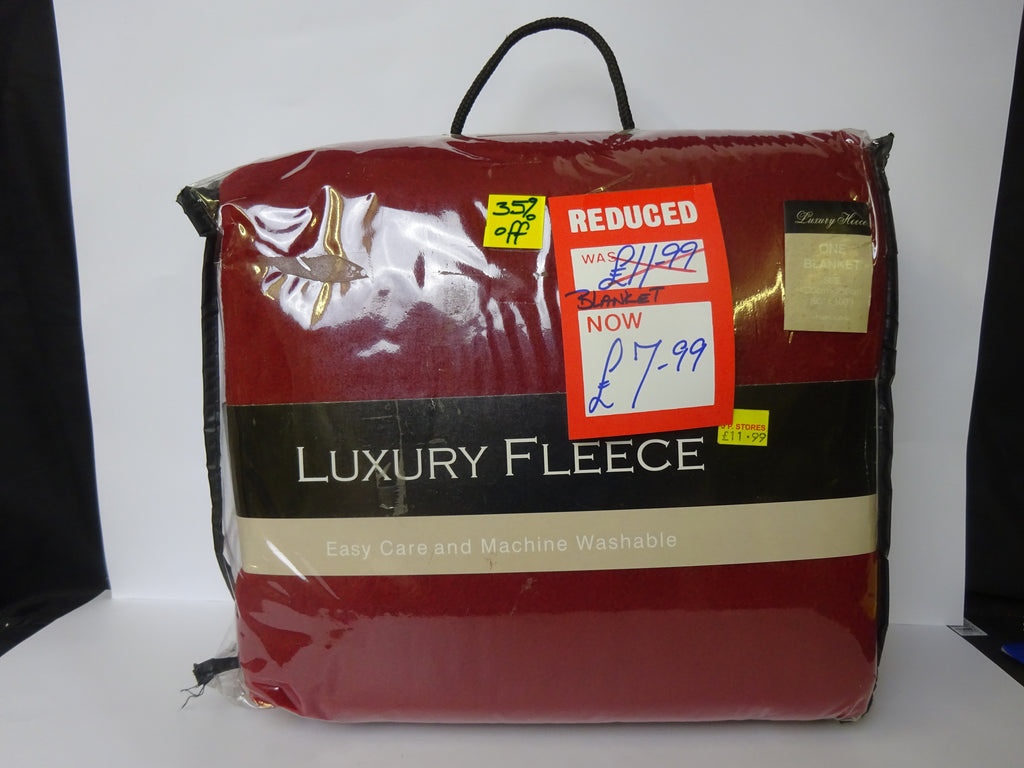 35%
off
REDUCED
WAS £11-99
BLANKET
NOW
£7-99
Luxury Fleece
ONE
BLANKET
J.P. STORES
£11.99
LUXURY FLEECE
Easy Care and Machine Washable